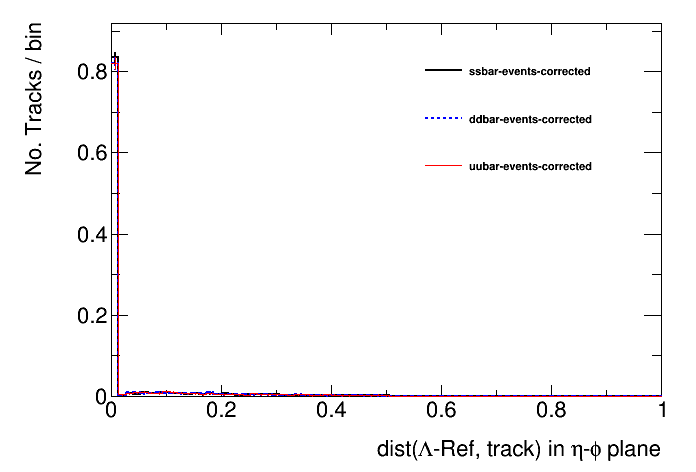 No. Tracks / bin
0.8
0.6
0.4
0.2
0
ssbar-events-corrected
ddbar-events-corrected
uubar-events-corrected
0 0.2 0.4 0.6 0.8 1
dist(Λ-Ref, track) in η-ϕ plane